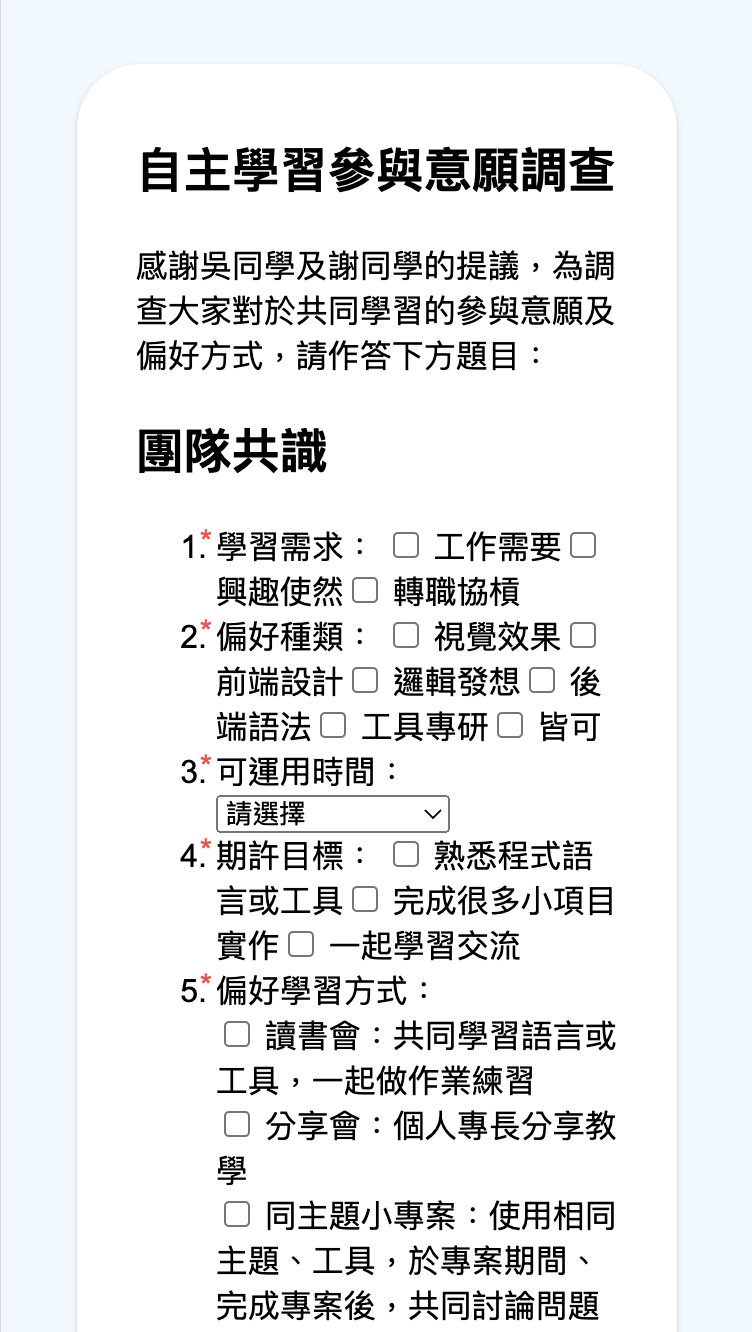 自主學習參與意願調查
感謝吳同學及謝同學的提議，為調
查大家對於共同學習的參與意願及
偏好方式，請作答下方題目：
團隊共識
1.* 學習需求： 工作需要
興趣使然 轉職協槓
2.* 偏好種類： 視覺效果
前端設計 邏輯發想 後
端語法 工具專研 皆可
3.* 可運用時間：
請選擇
4.* 期許目標： 熟悉程式語
言或工具 完成很多小項目
實作 一起學習交流
5.* 偏好學習方式：
讀書會：共同學習語言或
工具，一起做作業練習
分享會：個人專長分享教
學
同主題小專案：使用相同
主題、工具，於專案期間、
完成專案後，共同討論問題